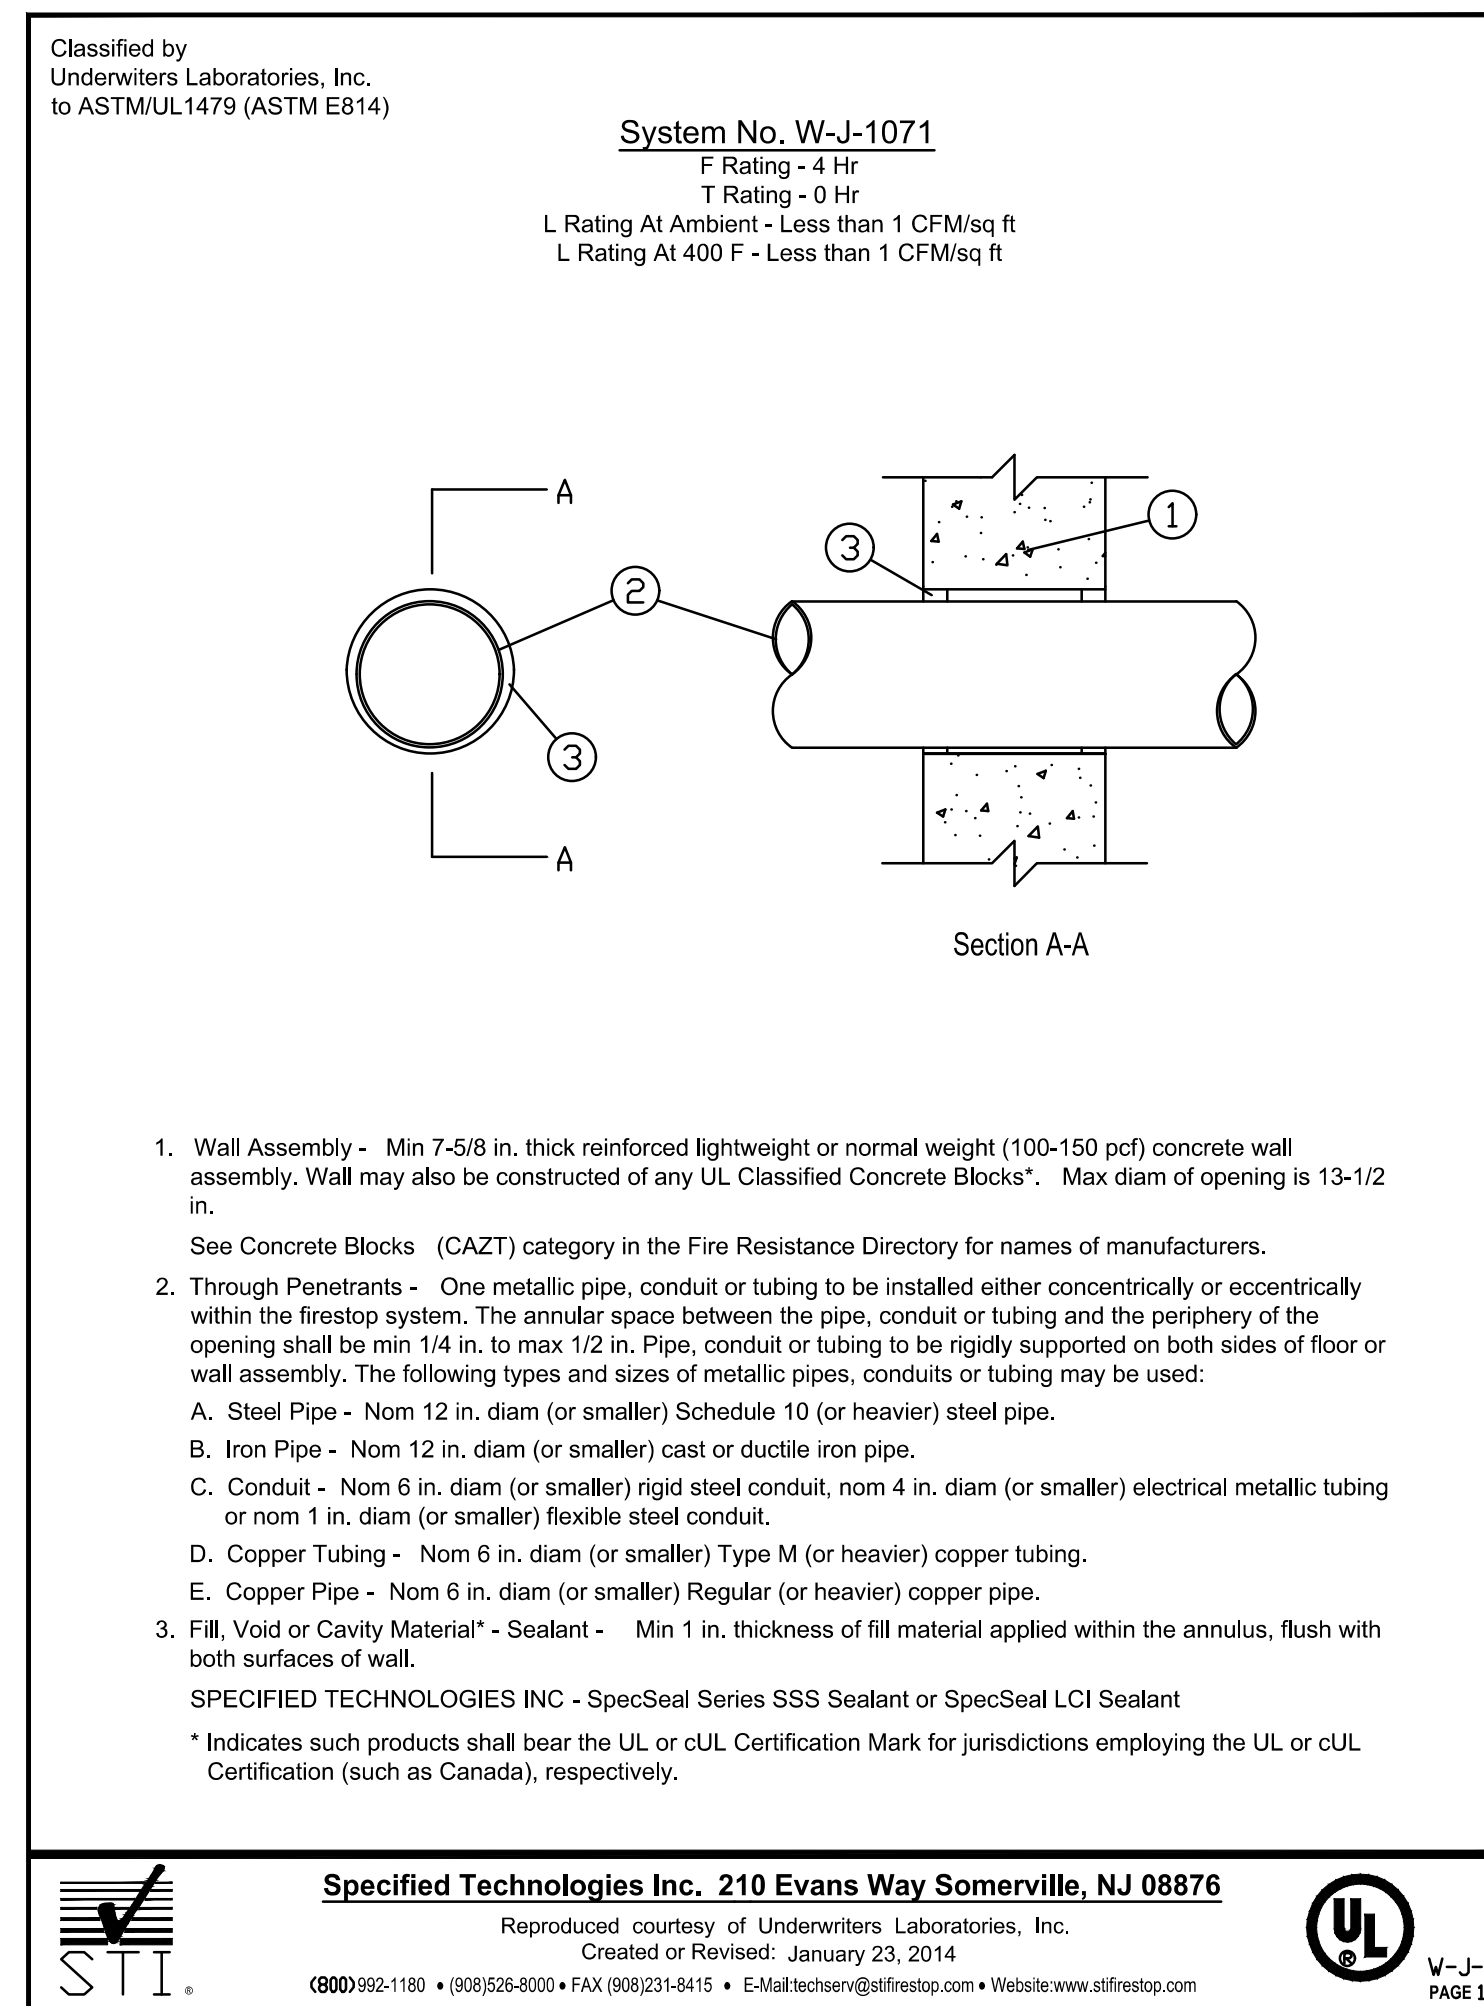 Classified by
Underwiters Laboratories, Inc.
to ASTM/UL1479 (ASTM E814)
System No. W-J-1071
F Rating - 4 Hr
T Rating - 0 Hr
L Rating At Ambient - Less than 1 CFM/sq ft
L Rating At 400 F - Less than 1 CFM/sq ft
A
1
3
2
3
A
Section A-A
1. Wall Assembly - Min 7-5/8 in. thick reinforced lightweight or normal weight (100-150 pcf) concrete wall
assembly. Wall may also be constructed of any UL Classified Concrete Blocks*. Max diam of opening is 13-1/2
in.
See Concrete Blocks (CAZT) category in the Fire Resistance Directory for names of manufacturers.
2. Through Penetrants - One metallic pipe, conduit or tubing to be installed either concentrically or eccentrically
within the firestop system. The annular space between the pipe, conduit or tubing and the periphery of the
opening shall be min 1/4 in. to max 1/2 in. Pipe, conduit or tubing to be rigidly supported on both sides of floor or
wall assembly. The following types and sizes of metallic pipes, conduits or tubing may be used:
A. Steel Pipe - Nom 12 in. diam (or smaller) Schedule 10 (or heavier) steel pipe.
B. Iron Pipe - Nom 12 in. diam (or smaller) cast or ductile iron pipe.
C. Conduit - Nom 6 in. diam (or smaller) rigid steel conduit, nom 4 in. diam (or smaller) electrical metallic tubing
or nom 1 in. diam (or smaller) flexible steel conduit.
D. Copper Tubing - Nom 6 in. diam (or smaller) Type M (or heavier) copper tubing.
E. Copper Pipe - Nom 6 in. diam (or smaller) Regular (or heavier) copper pipe.
3. Fill, Void or Cavity Material* - Sealant - Min 1 in. thickness of fill material applied within the annulus, flush with
both surfaces of wall.
SPECIFIED TECHNOLOGIES INC - SpecSeal Series SSS Sealant or SpecSeal LCI Sealant
* Indicates such products shall bear the UL or cUL Certification Mark for jurisdictions employing the UL or cUL
Certification (such as Canada), respectively.
STI ®
Specified Technologies Inc. 210 Evans Way Somerville, NJ 08876
Reproduced courtesy of Underwriters Laboratories, Inc.
Created or Revised: January 23, 2014
(800)992-1180 • (908)526-8000 • FAX (908)231-8415 • E-Mail:techserv@stifirestop.com • Website:www.stifirestop.com
UL ®
W-J-
PAGE 1